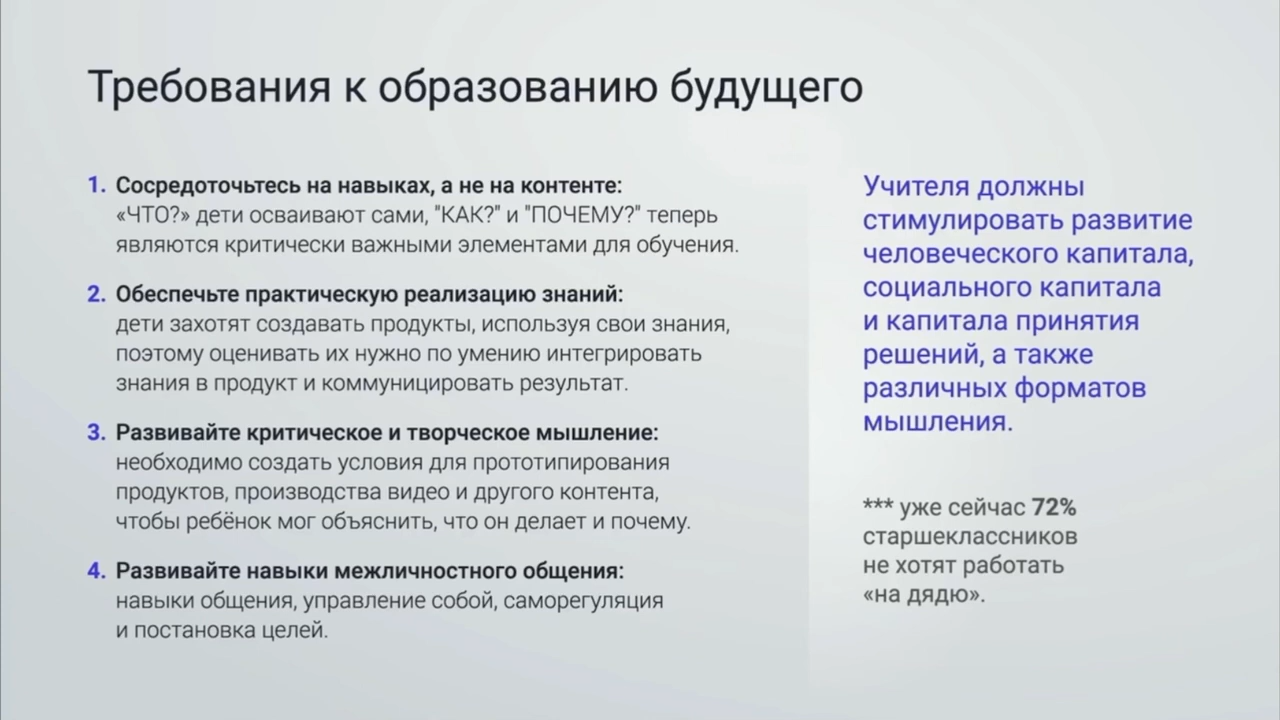 Требования к образованию будущего
1. Сосредоточьтесь на навыках, а не на контенте:
«ЧТО?» дети осваивают сами, "КАК?" и "ПОЧЕМУ?" теперь
являются критически важными элементами для обучения.
2. Обеспечьте практическую реализацию знаний:
дети захотят создавать продукты, используя свои знания,
поэтому оценивать их нужно по умению интегрировать
знания в продукт и коммуницировать результат.
3. Развивайте критическое и творческое мышление:
необходимо создать условия для прототипирования
продуктов, производства видео и другого контента,
чтобы ребёнок мог объяснить, что он делает и почему.
4. Развивайте навыки межличностного общения:
навыки общения, управление собой, саморегуляция
и постановка целей.
Учителя должны
стимулировать развитие
человеческого капитала,
социального капитала
и капитала принятия
решений, а также
различных форматов
мышления.
*** уже сейчас 72%
старшеклассников
не хотят работать
«на дядю».